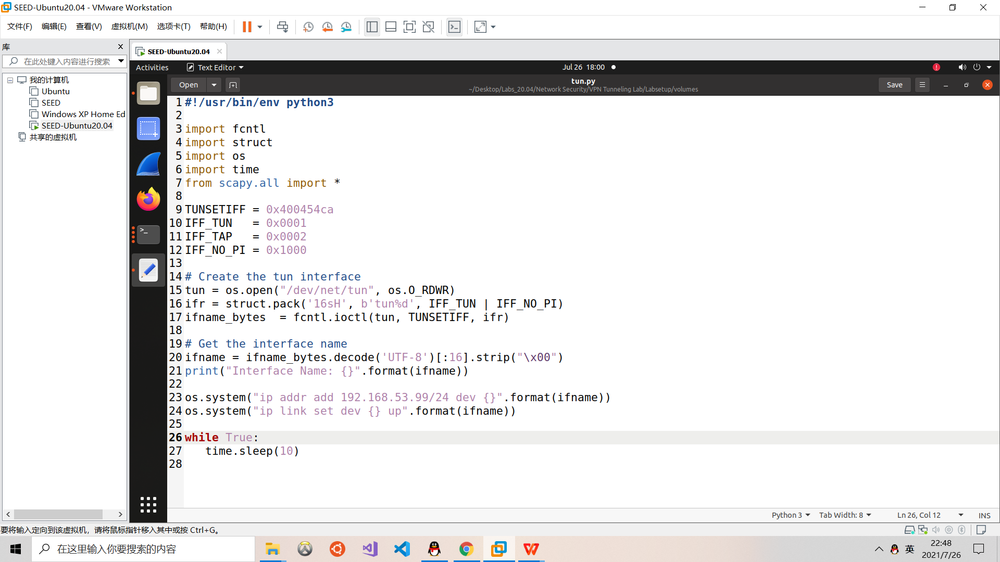 SEED-Ubuntu20.04 - VMware Workstation
文件(F) 编辑(E) 查看(V) 虚拟机(M) 选项卡(T) 帮助(H)
库
在此处键入内容进行搜索
我的计算机
Ubuntu
SEED
Windows XP Home Ed
SEED-Ubuntu20.04
共享的虚拟机
SEED-Ubuntu20.04
Activities Text Editor Jul 26 18:00
Open tun.py Save
~/Desktop/Labs_20.04/Network Security/VPN Tunneling Lab/Labsetup/volumes
1 #!/usr/bin/env python3
2
3 import fcntl
4 import struct
5 import os
6 import time
7 from scapy.all import *
8
9 TUNSETIFF = 0x400454ca
10 IFF_TUN   = 0x0001
11 IFF_TAP   = 0x0002
12 IFF_NO_PI = 0x1000
13
14 # Create the tun interface
15 tun = os.open("/dev/net/tun", os.O_RDWR)
16 ifr = struct.pack('16sH', b'tun%d', IFF_TUN | IFF_NO_PI)
17 ifname_bytes  = fcntl.ioctl(tun, TUNSETIFF, ifr)
18
19 # Get the interface name
20 ifname = ifname_bytes.decode('UTF-8')[:16].strip("\x00")
21 print("Interface Name: {}".format(ifname))
22
23 os.system("ip addr add 192.168.53.99/24 dev {}".format(ifname))
24 os.system("ip link set dev {} up".format(ifname))
25
26 while True:
27    time.sleep(10)
28
Python 3 Tab Width: 8 Ln 26, Col 12 INS
要将输入定向到该虚拟机，请将鼠标指针移入其中或按 Ctrl+G。
在这里输入你要搜索的内容
英
22:48
2021/7/26